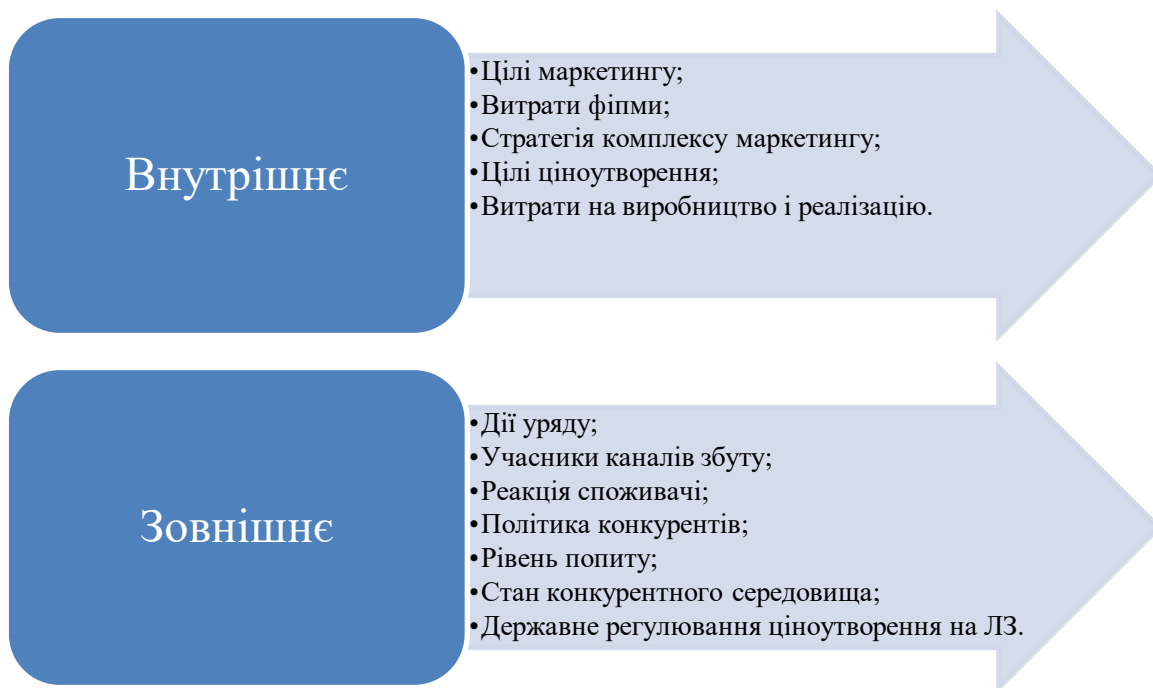 Внутрішнє
•Цілі маркетингу;
•Витрати фіпми;
•Стратегія комплексу маркетингу;
•Цілі ціноутворення;
•Витрати на виробництво і реалізацію.
Зовнішнє
•Дії уряду;
•Учасники каналів збуту;
•Реакція споживачі;
•Політика конкурентів;
•Рівень попиту;
•Стан конкурентного середовища;
•Державне регулювання ціноутворення на ЛЗ.